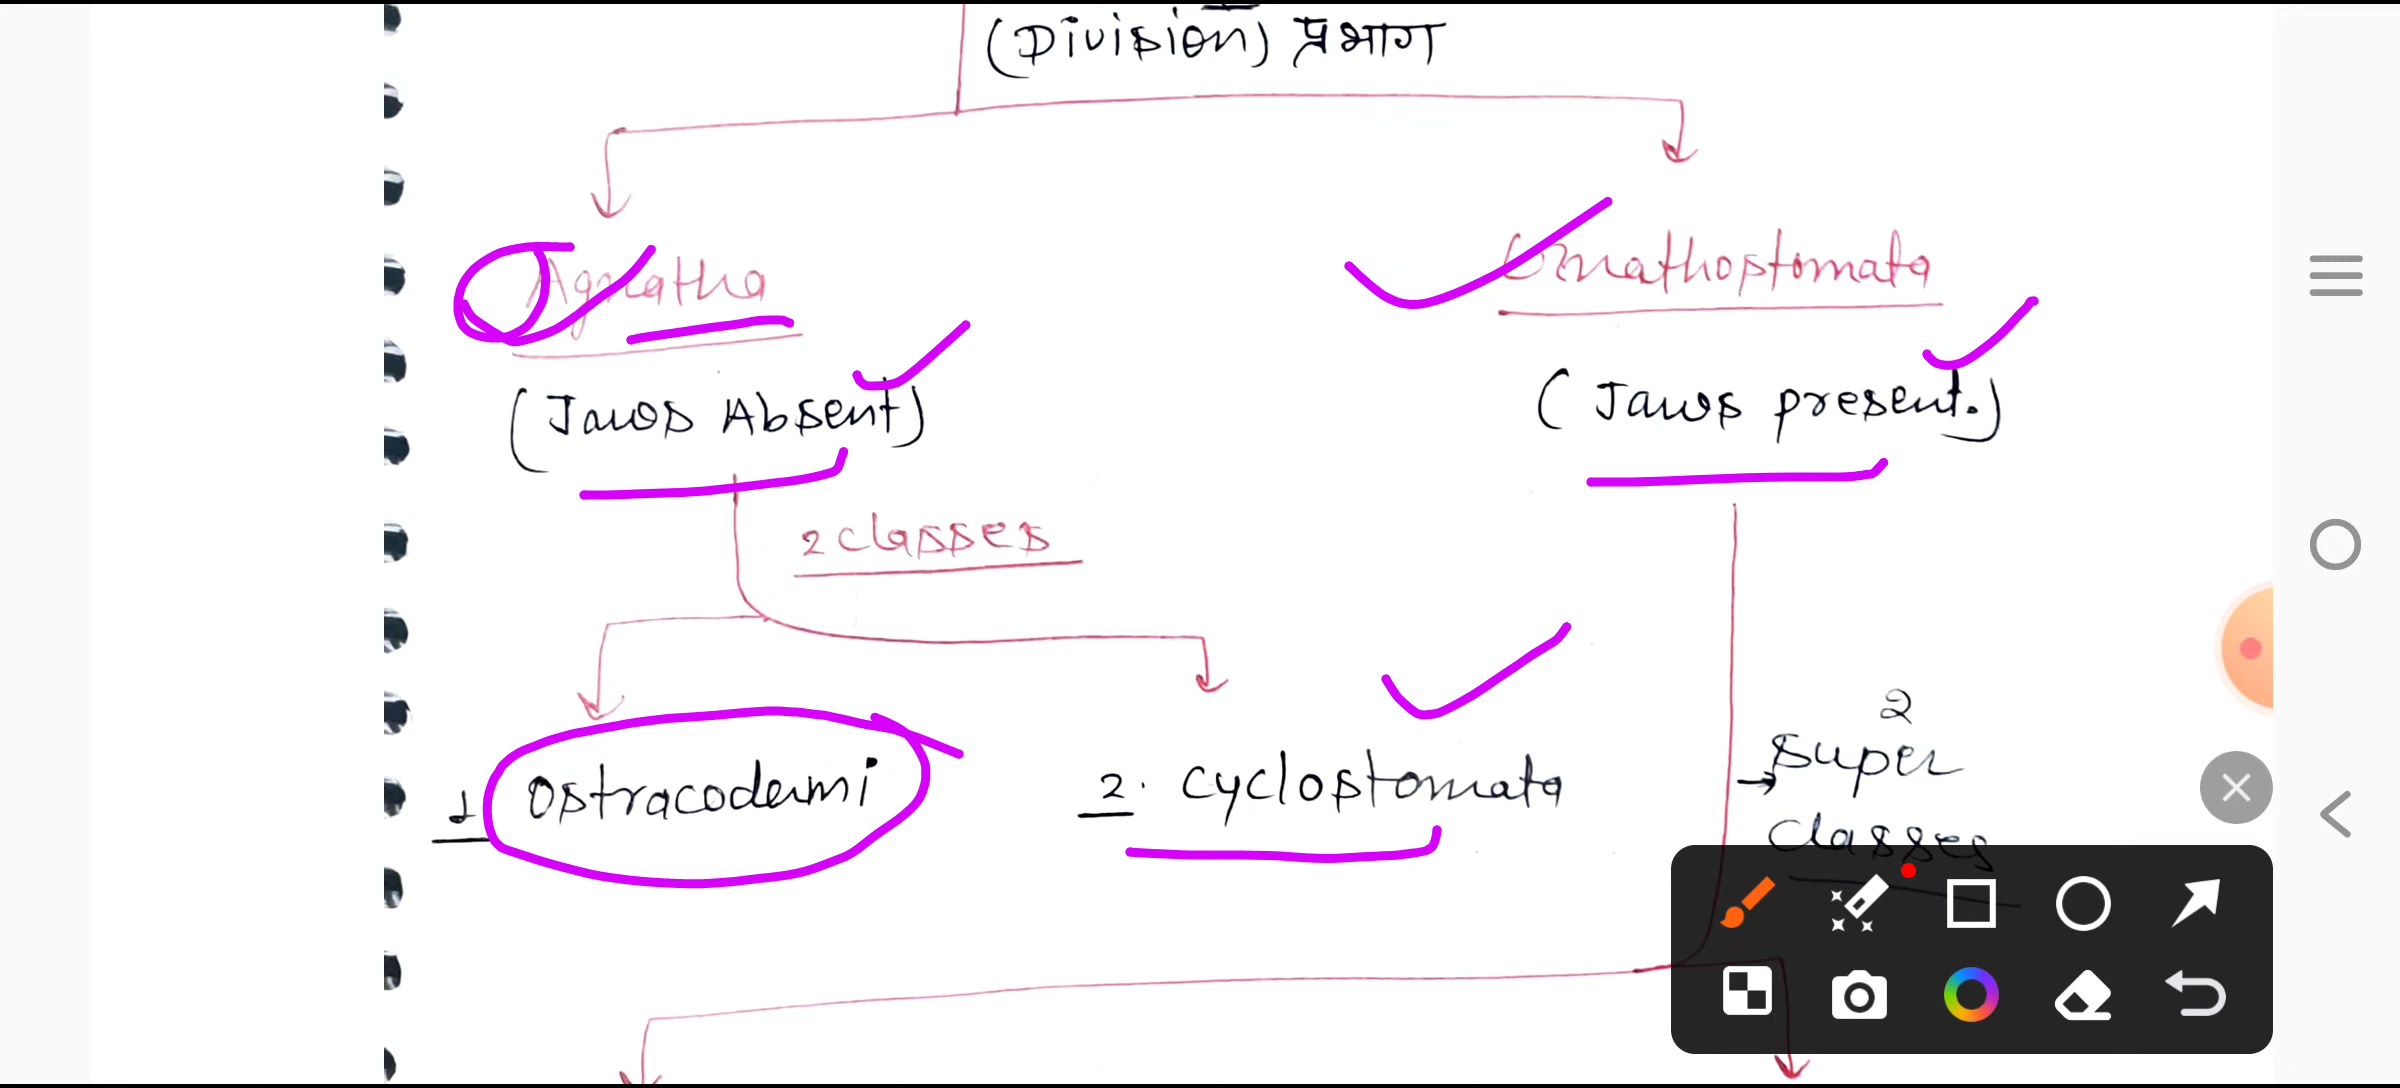 (Division) प्रभाग
Agnatha
Gnathostomata
(Jaws Absent)
(Jaws present.)
2 classes
1 Ostracodermi
2. Cyclostomata
2
→ Super
classes